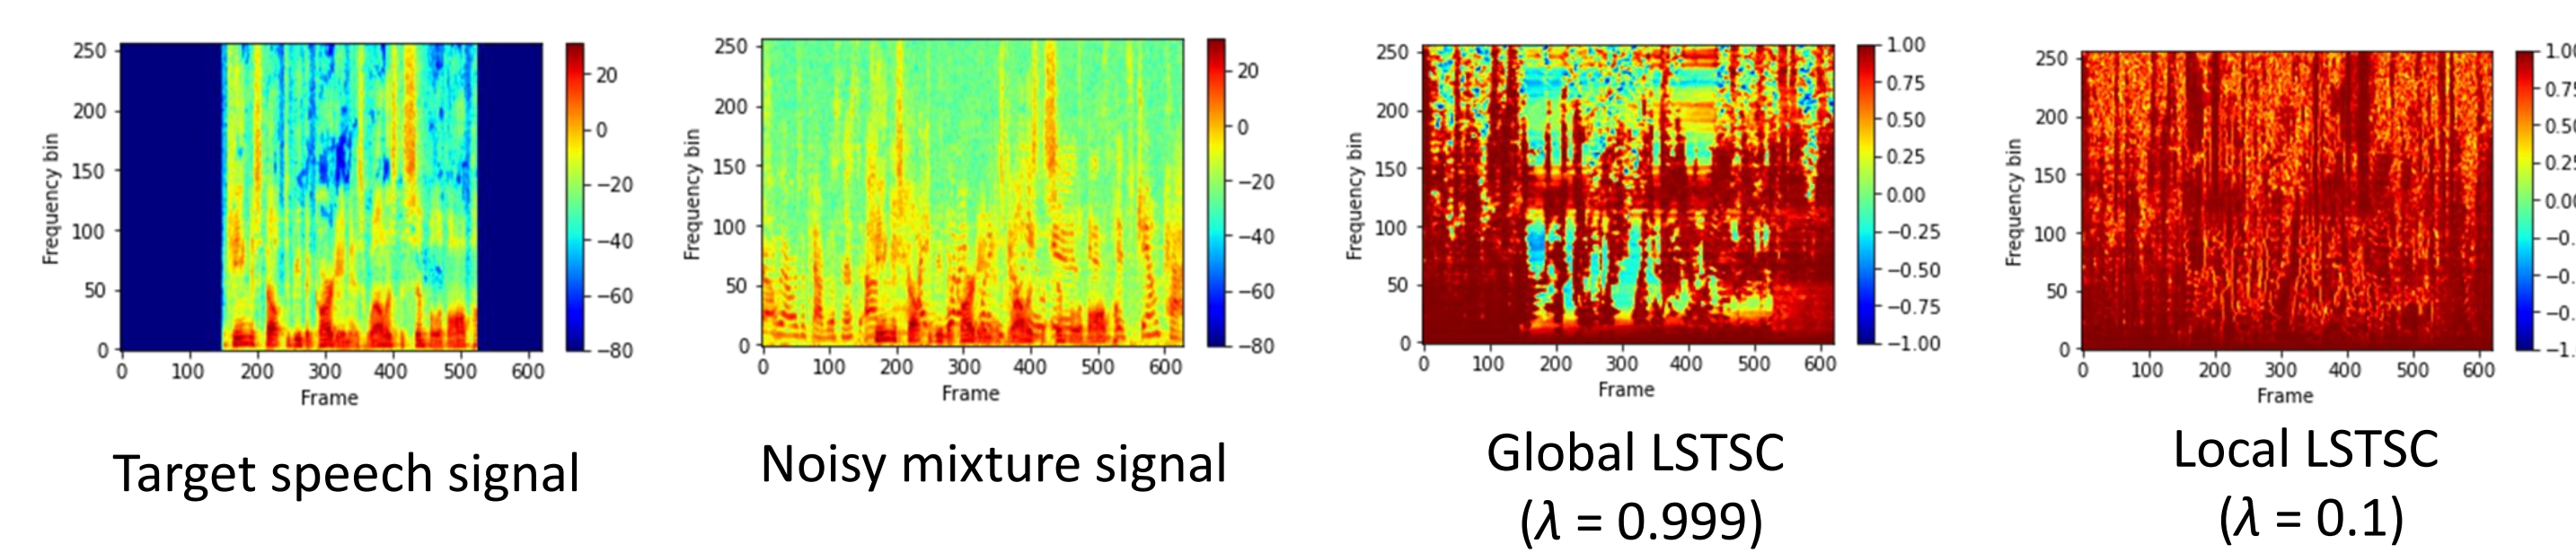 250
200
150
100
50
0
Frequency bin
0 100 200 300 400 500 600
Frame
20
0
−20
−40
−60
−80
Target speech signal
250
200
150
100
50
0
Frequency bin
0 100 200 300 400 500 600
Frame
20
0
−20
−40
−60
−80
Noisy mixture signal
250
200
150
100
50
0
Frequency bin
0 100 200 300 400 500 600
Frame
1.00
0.75
0.50
0.25
0.00
−0.25
−0.50
−0.75
−1.00
Global LSTSC
(λ = 0.999)
250
200
150
100
50
0
Frequency bin
0 100 200 300 400 500 600
Frame
Local LSTSC
(λ = 0.1)